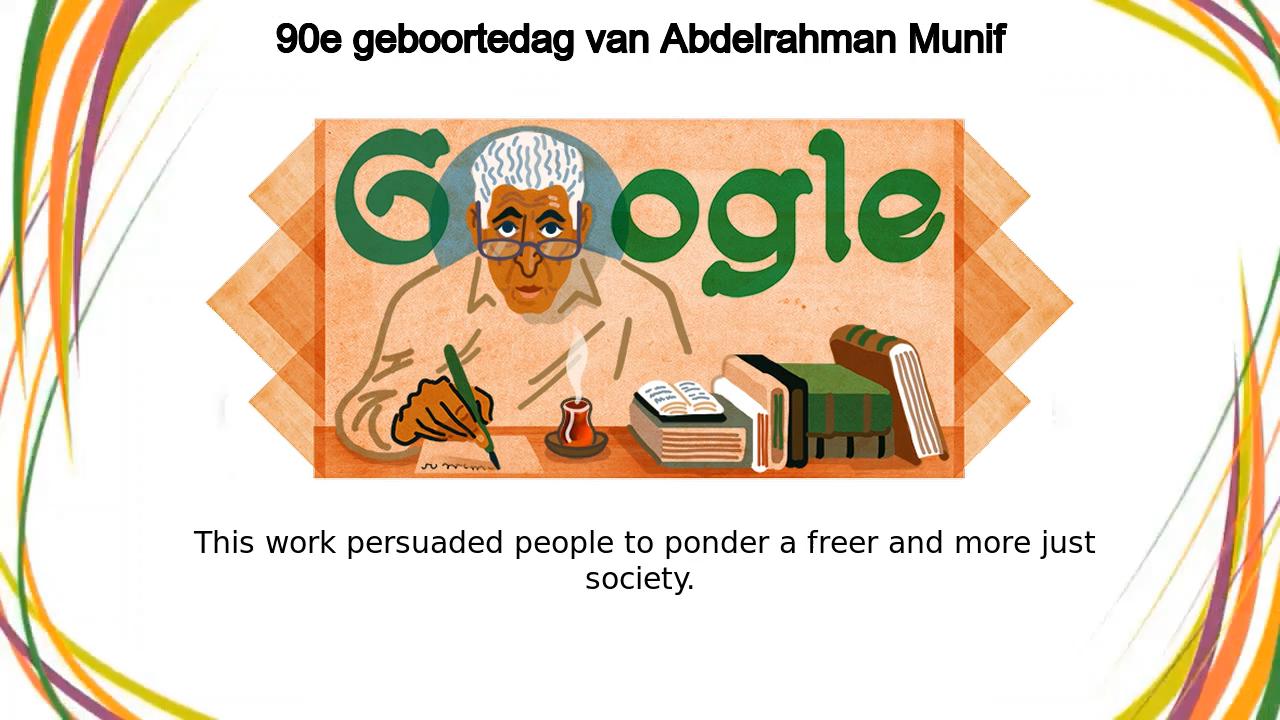 90e geboortedag van Abdelrahman Munif
Google
This work persuaded people to ponder a freer and more just
society.